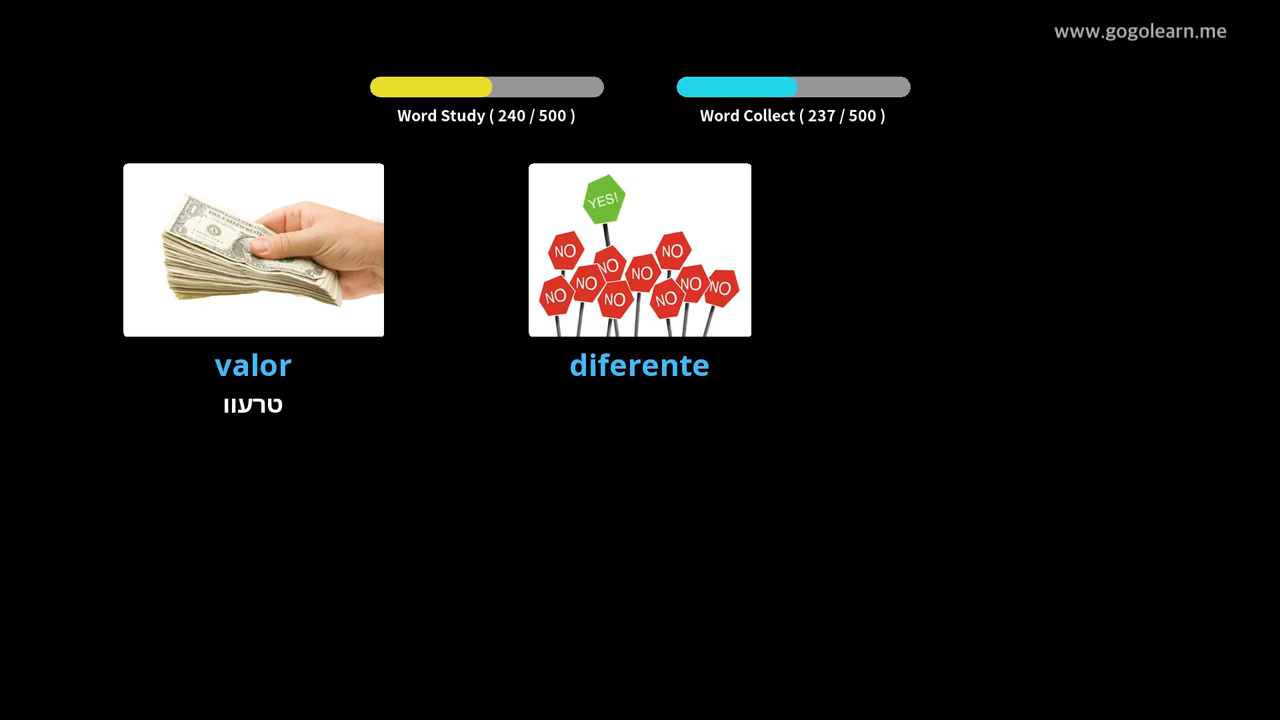 www.gogolearn.me
Word Study ( 240 / 500 )
Word Collect ( 237 / 500 )
YES!
NO
NO
NO
NO
NO
NO
NO
NO
NO
NO
valor
diferente
טרעוו